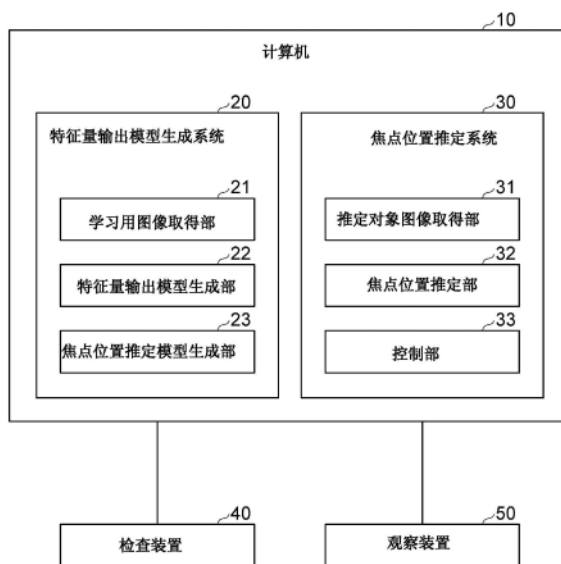 10
计算机
20
特征量输出模型生成系统
21
学习用图像取得部
22
特征量输出模型生成部
23
焦点位置推定模型生成部
30
焦点位置推定系统
31
推定对象图像取得部
32
焦点位置推定部
33
控制部
40
检查装置
50
观察装置